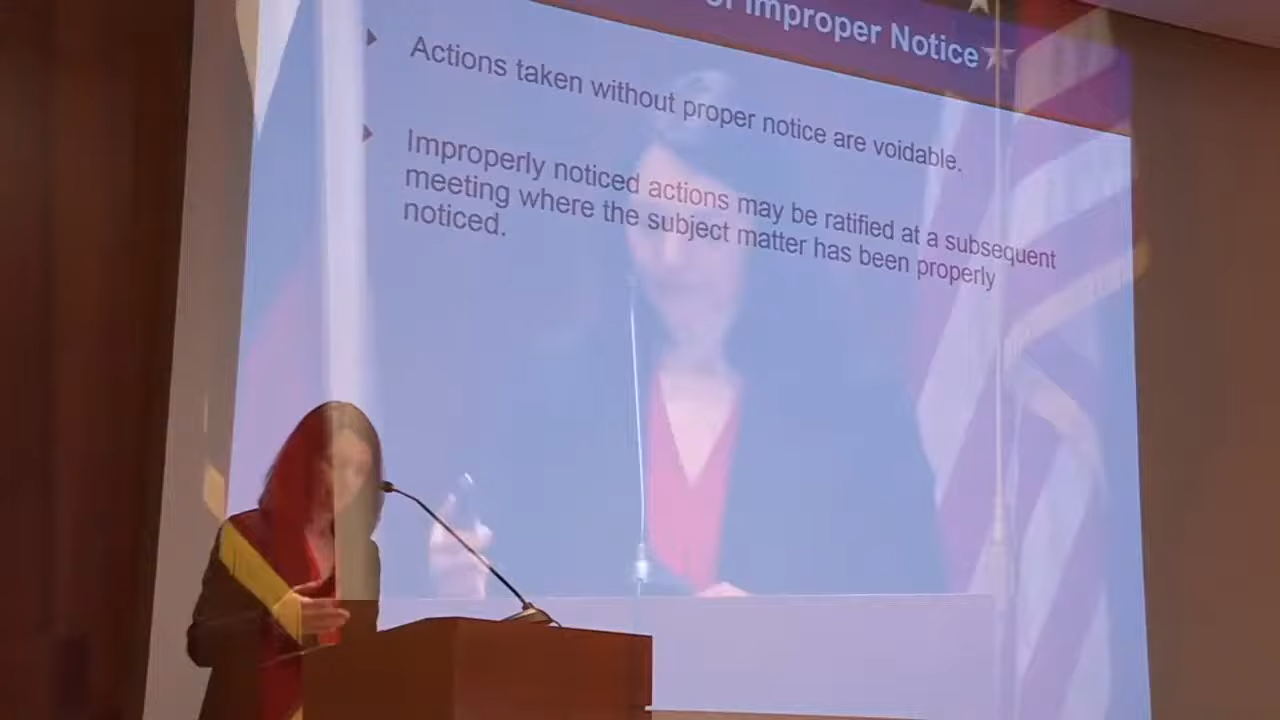 Improper Notice
Actions taken without proper notice are voidable.
Improperly noticed actions may be ratified at a subsequent
meeting where the subject matter has been properly
noticed.